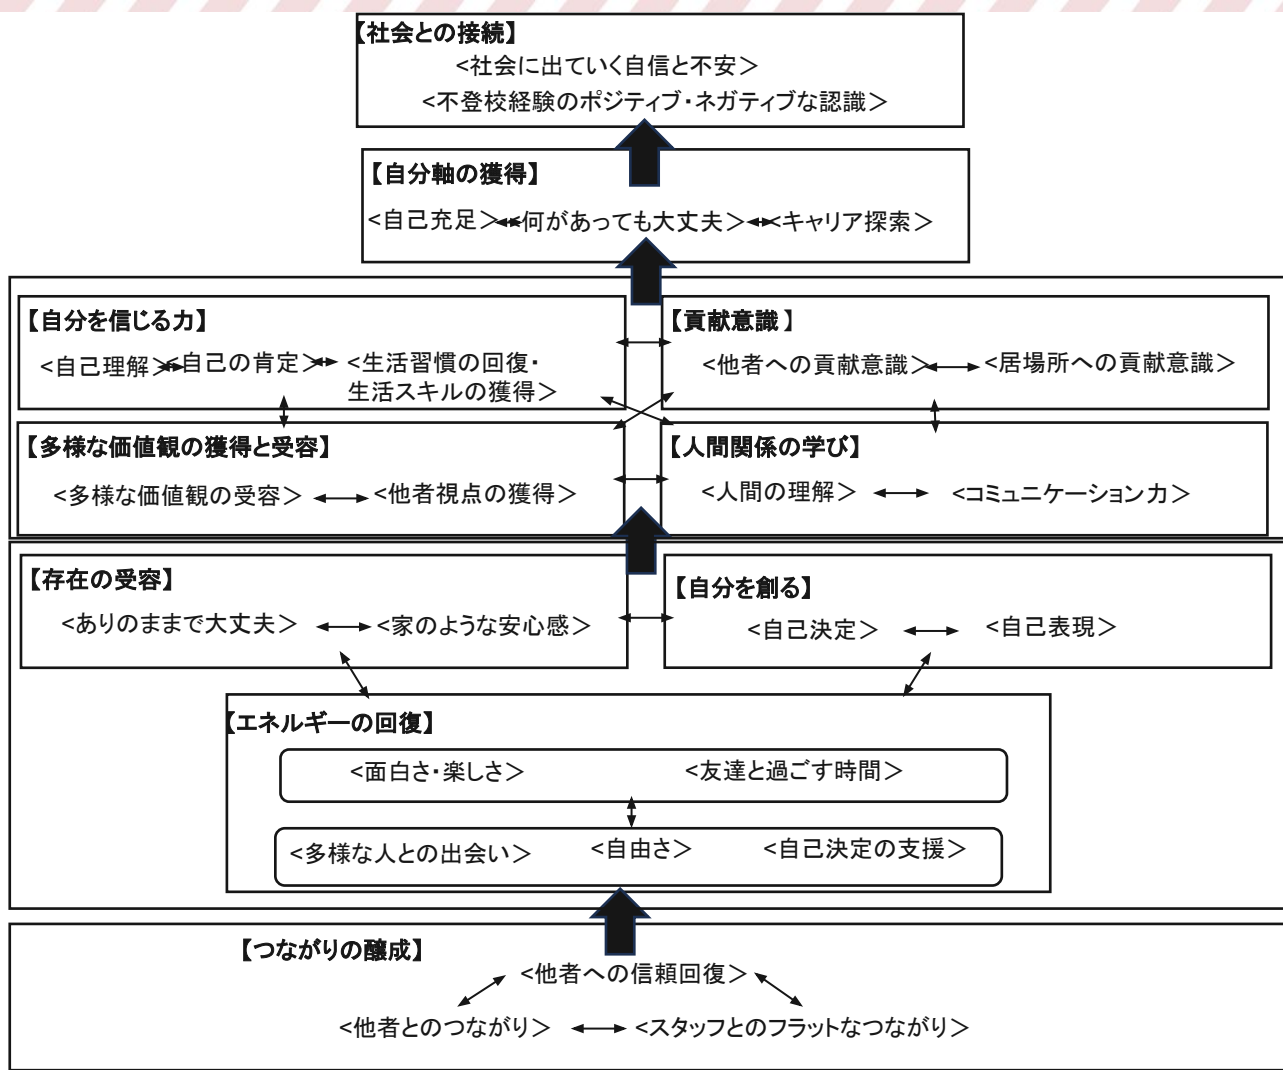 【社会との接続】
<社会に出ていく自信と不安>
<不登校経験のポジティブ・ネガティブな認識>
【自分軸の獲得】
<自己充足>
<何があっても大丈夫>
<キャリア探索>
【自分を信じる力】
<自己理解>
<自己の肯定>
<生活習慣の回復・
生活スキルの獲得>
【貢献意識】
<他者への貢献意識>
<居場所への貢献意識>
【多様な価値観の獲得と受容】
<多様な価値観の受容>
<他者視点の獲得>
【人間関係の学び】
<人間の理解>
<コミュニケーション力>
【存在の受容】
<ありのままで大丈夫>
<家のような安心感>
【自分を創る】
<自己決定>
<自己表現>
【エネルギーの回復】
<面白さ・楽しさ>
<友達と過ごす時間>
<多様な人との出会い>
<自由さ>
<自己決定の支援>
【つながりの醸成】
<他者への信頼回復>
<他者とのつながり>
<スタッフとのフラットなつながり>